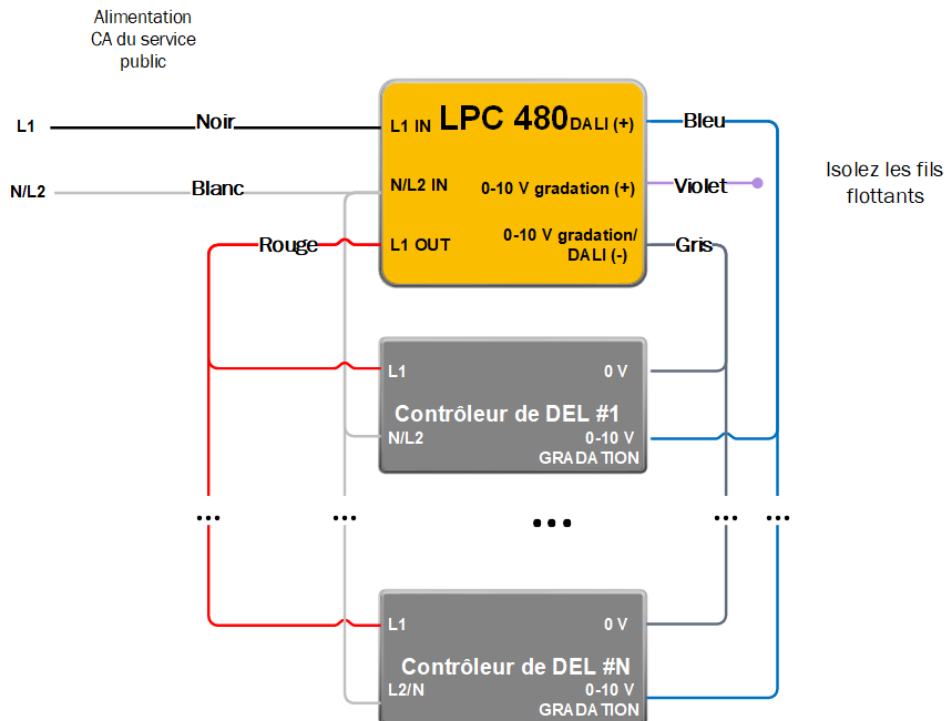 Alimentation
CA du service
public
L1
Noir
L1 IN
LPC 480
DALI (+)
Bleu
N/L2
Blanc
N/L2 IN
0-10 V gradation (+)
Violet
Isolez les fils
flottants
Rouge
L1 OUT
0-10 V gradation/
DALI (-)
Gris
L1
0 V
Contrôleur de DEL #1
N/L2
0-10 V
GRADATION
...
...
...
...
...
L1
0 V
Contrôleur de DEL #N
L2/N
0-10 V
GRADATION